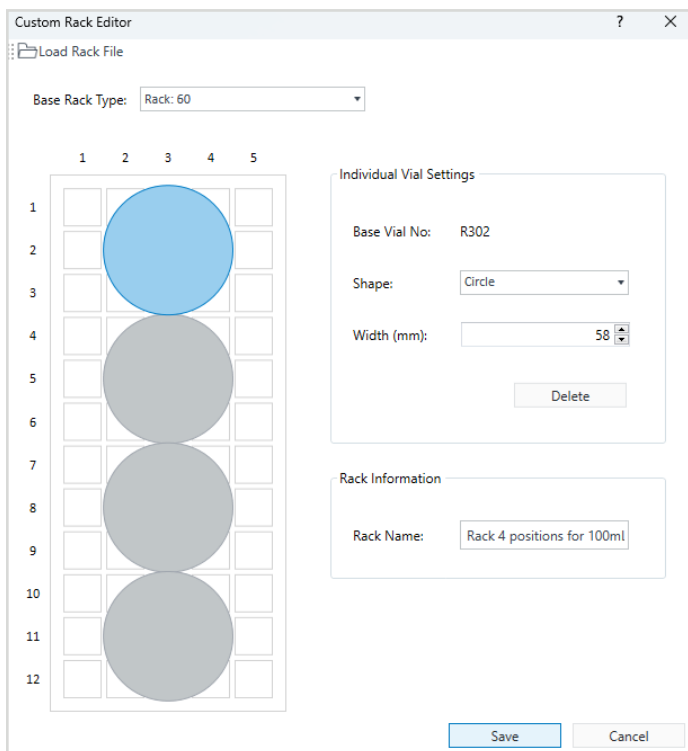 Custom Rack Editor ? ×
Load Rack File
Base Rack Type: Rack: 60
1 2 3 4 5
Individual Vial Settings
1
Base Vial No: R302
2
Shape: Circle
3
4
Width (mm): 58
5
Delete
6
7
Rack Information
8
Rack Name: Rack 4 positions for 100ml
9
10
11
12
Save Cancel